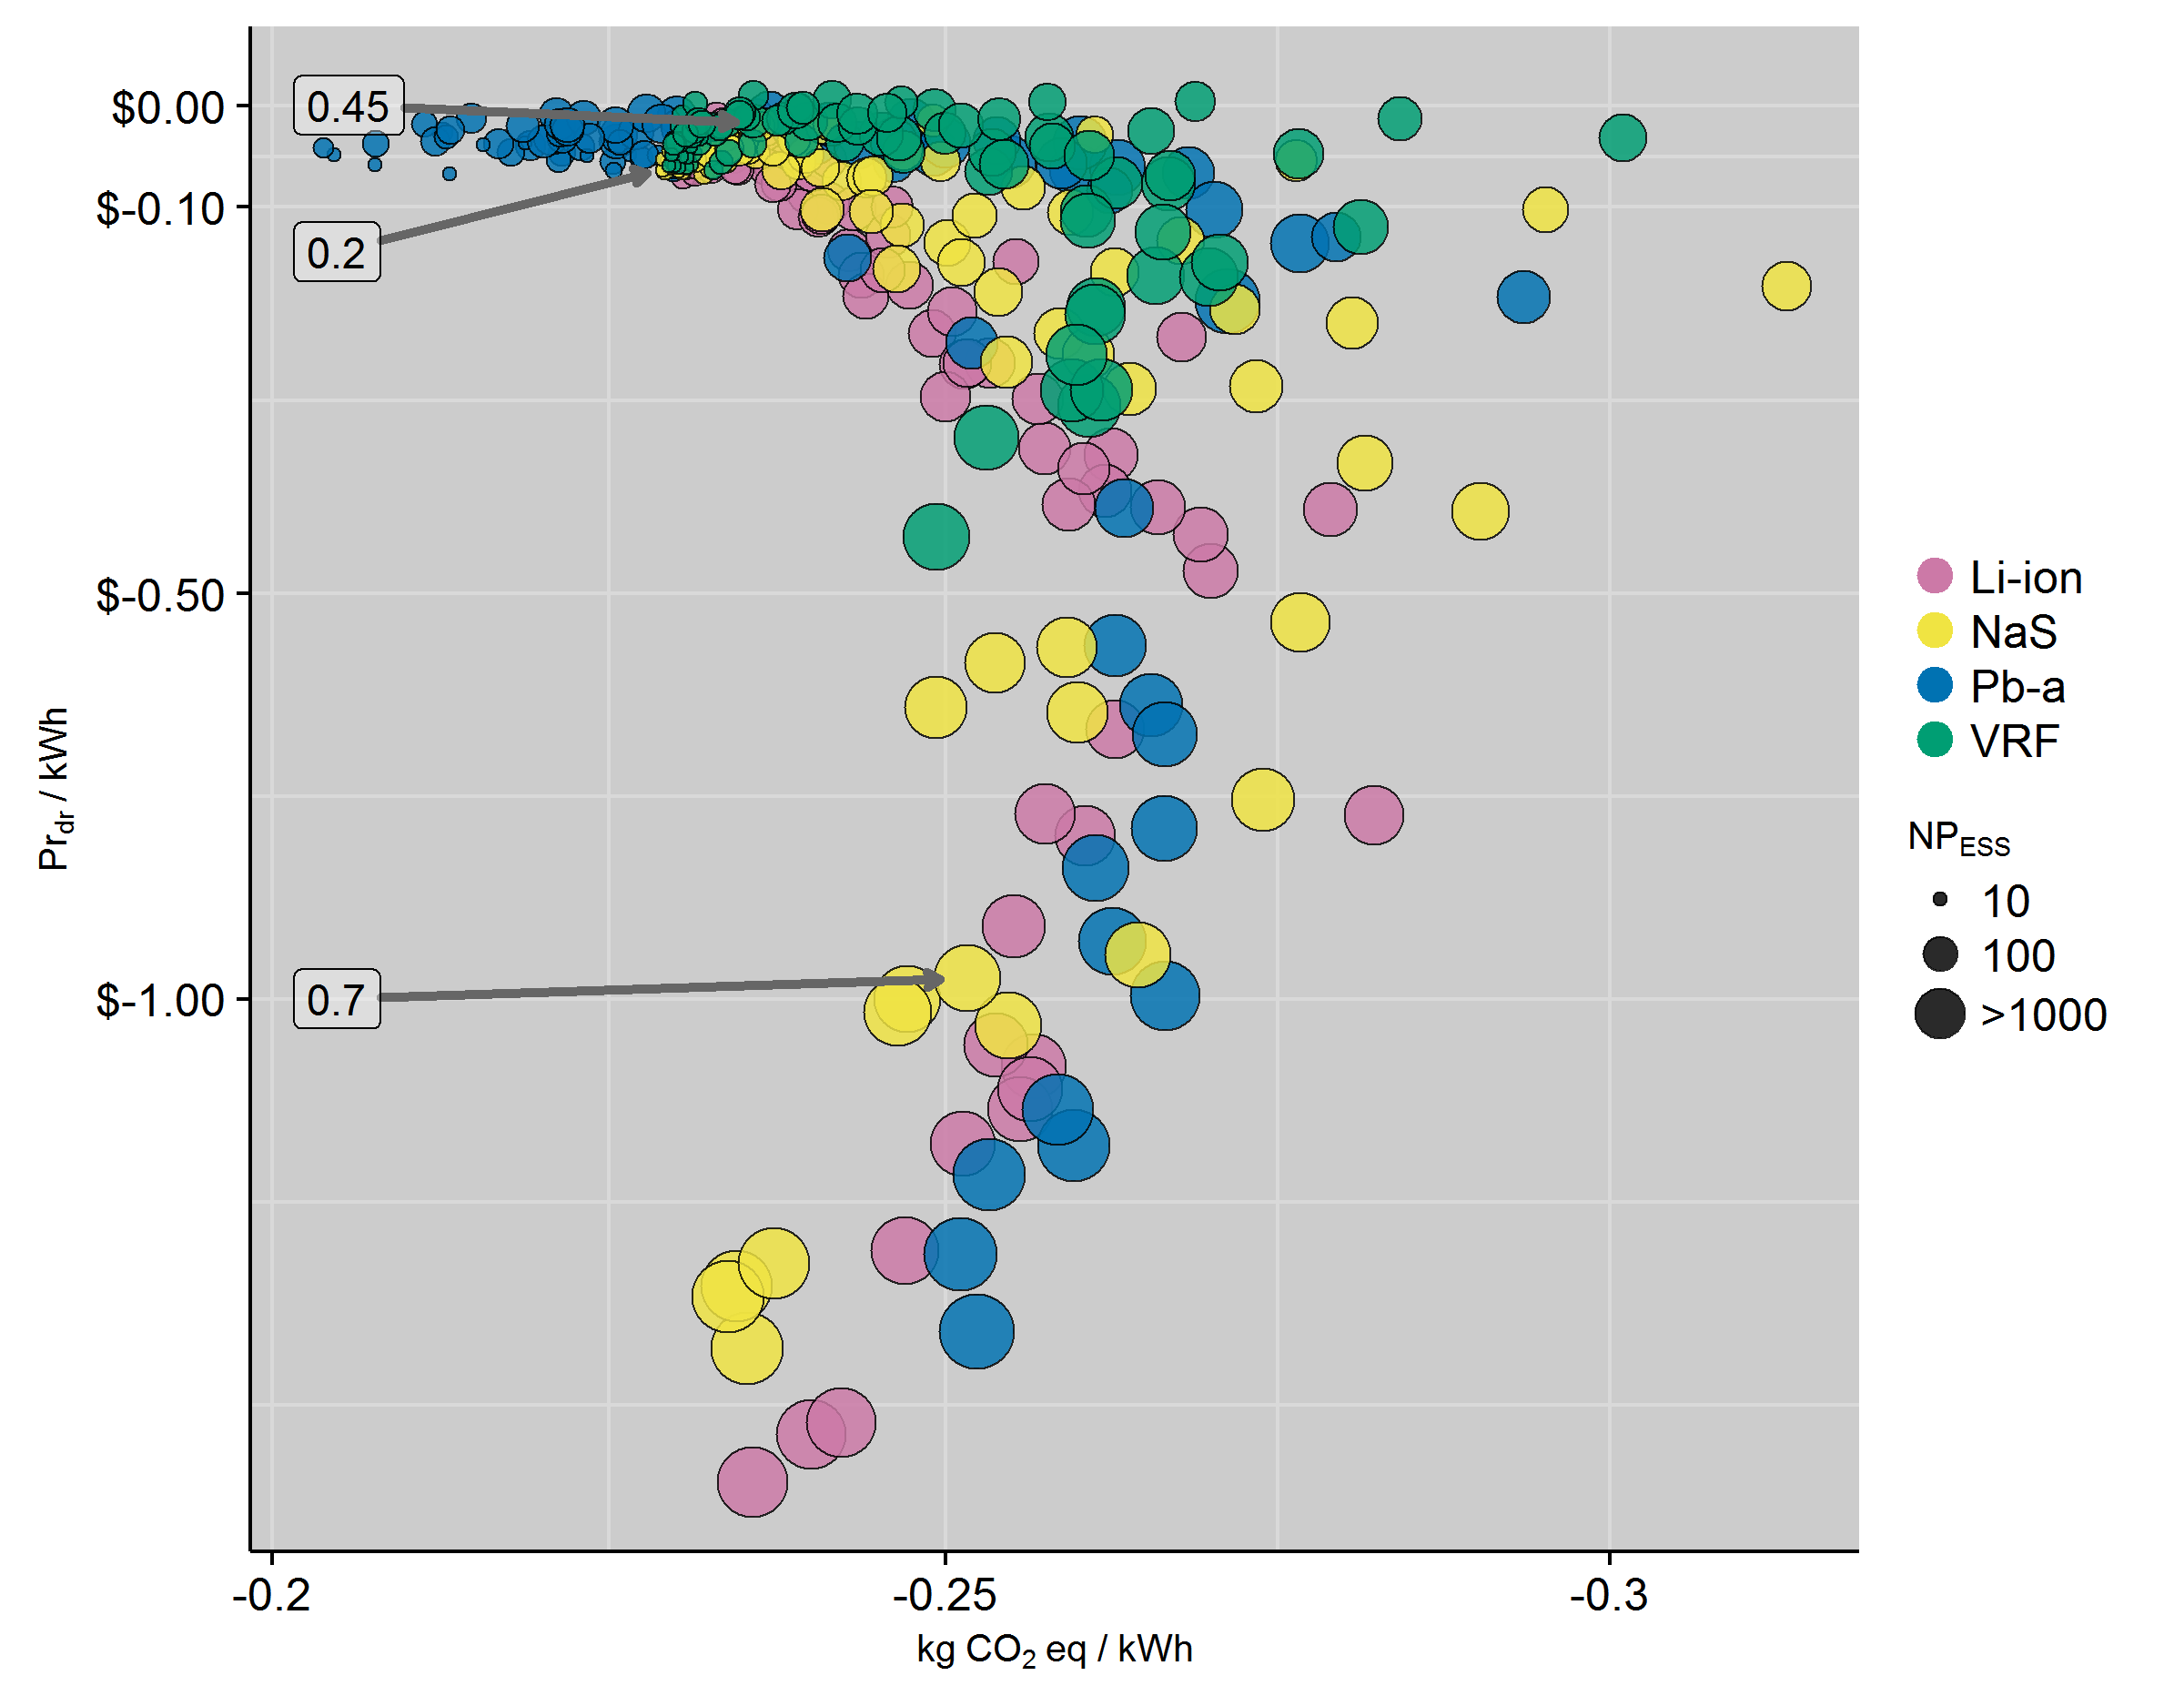 $0.00
$-0.10
$-0.50
$-1.00
Pr_dr / kWh
0.45
0.2
0.7
-0.2
-0.25
-0.3
kg CO₂ eq / kWh
Li-ion
NaS
Pb-a
VRF
NP_ESS
10
100
>1000